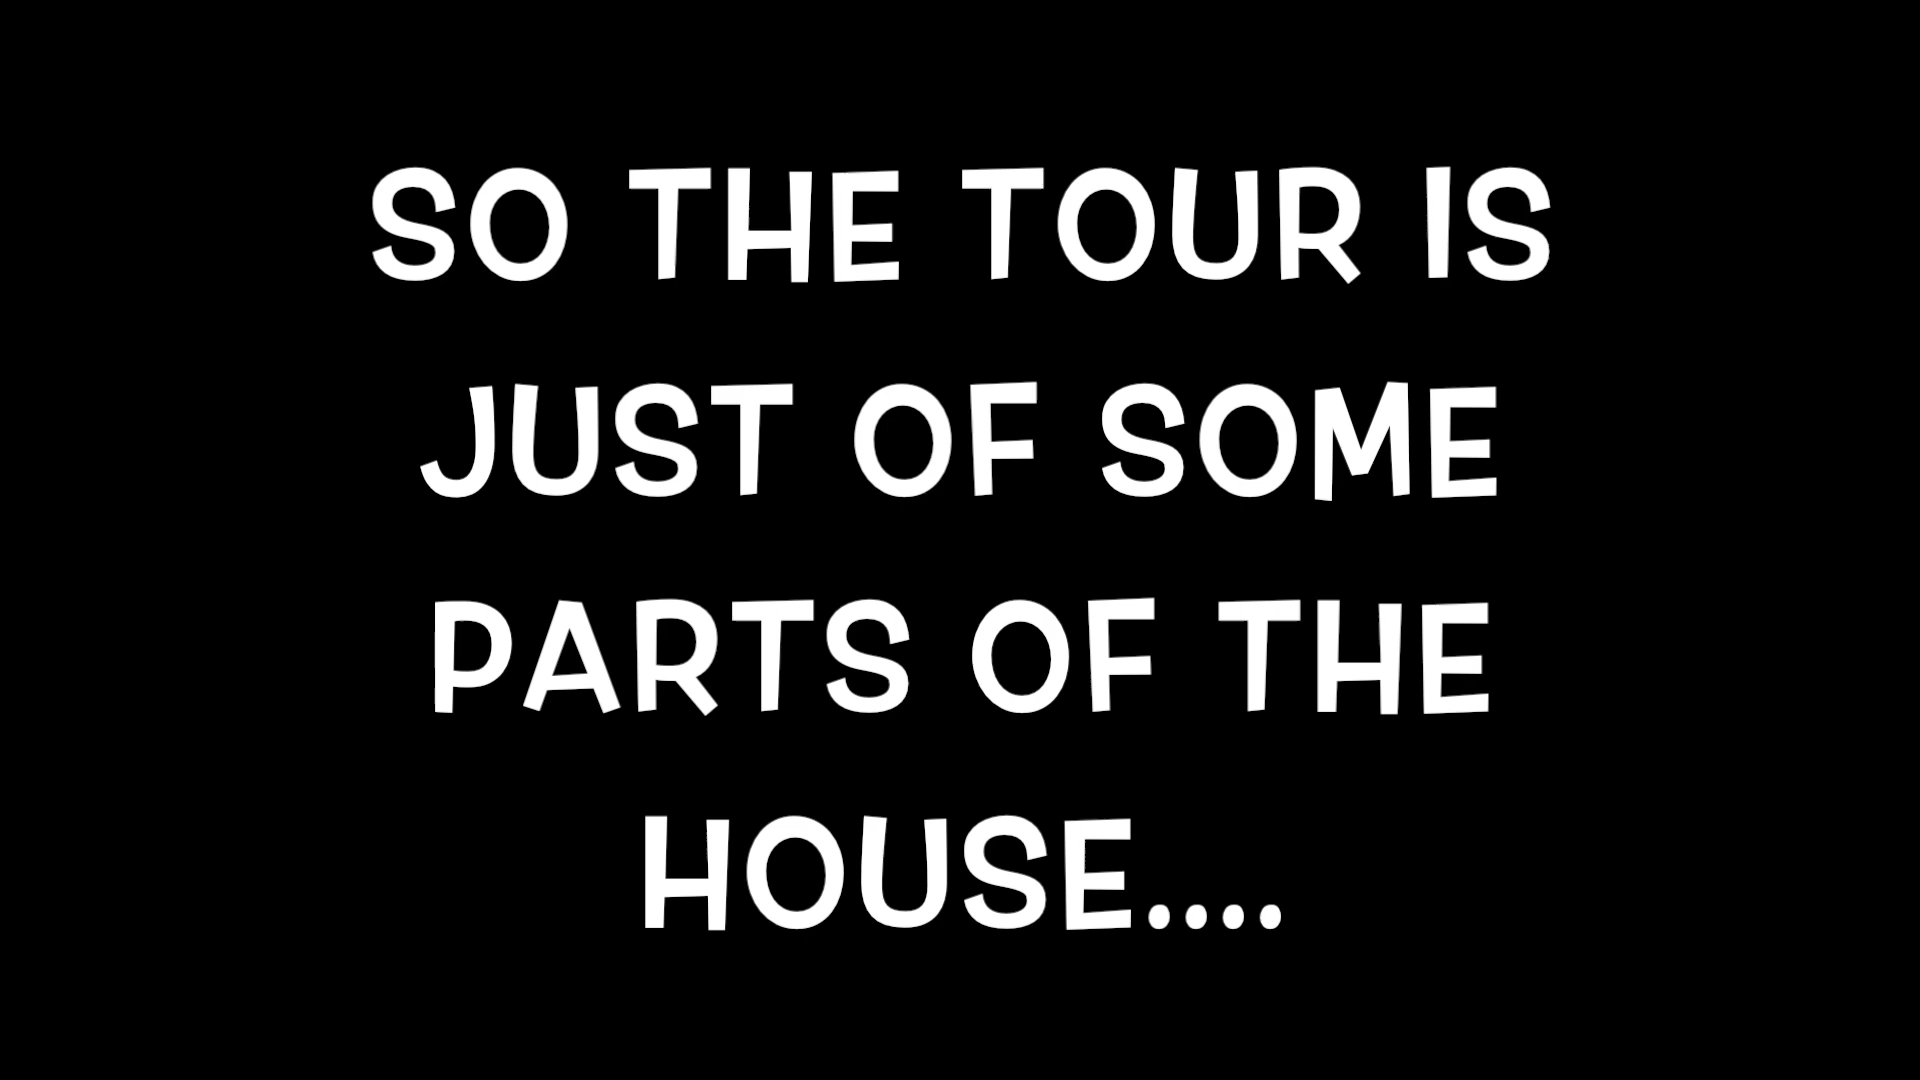 SO THE TOUR IS
JUST OF SOME
PARTS OF THE
HOUSE....